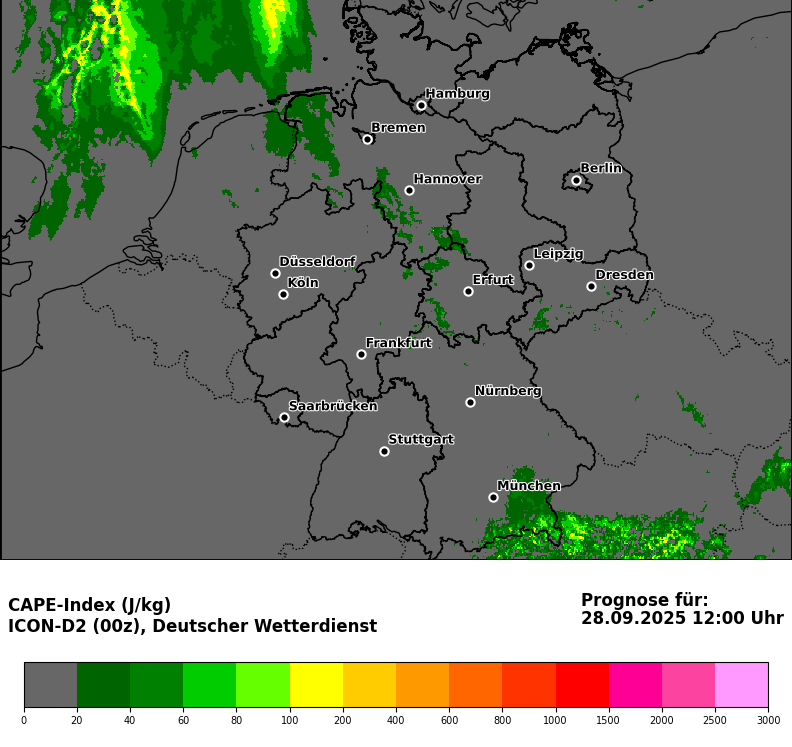 Hamburg
Bremen
Berlin
Hannover
Leipzig
Düsseldorf
Dresden
Erfurt
Köln
Frankfurt
Nürnberg
Saarbrücken
Stuttgart
München
CAPE-Index (J/kg)
ICON-D2 (00z), Deutscher Wetterdienst
Prognose für:
28.09.2025 12:00 Uhr
0 20 40 60 80 100 200 400 600 800 1000 1500 2000 2500 3000